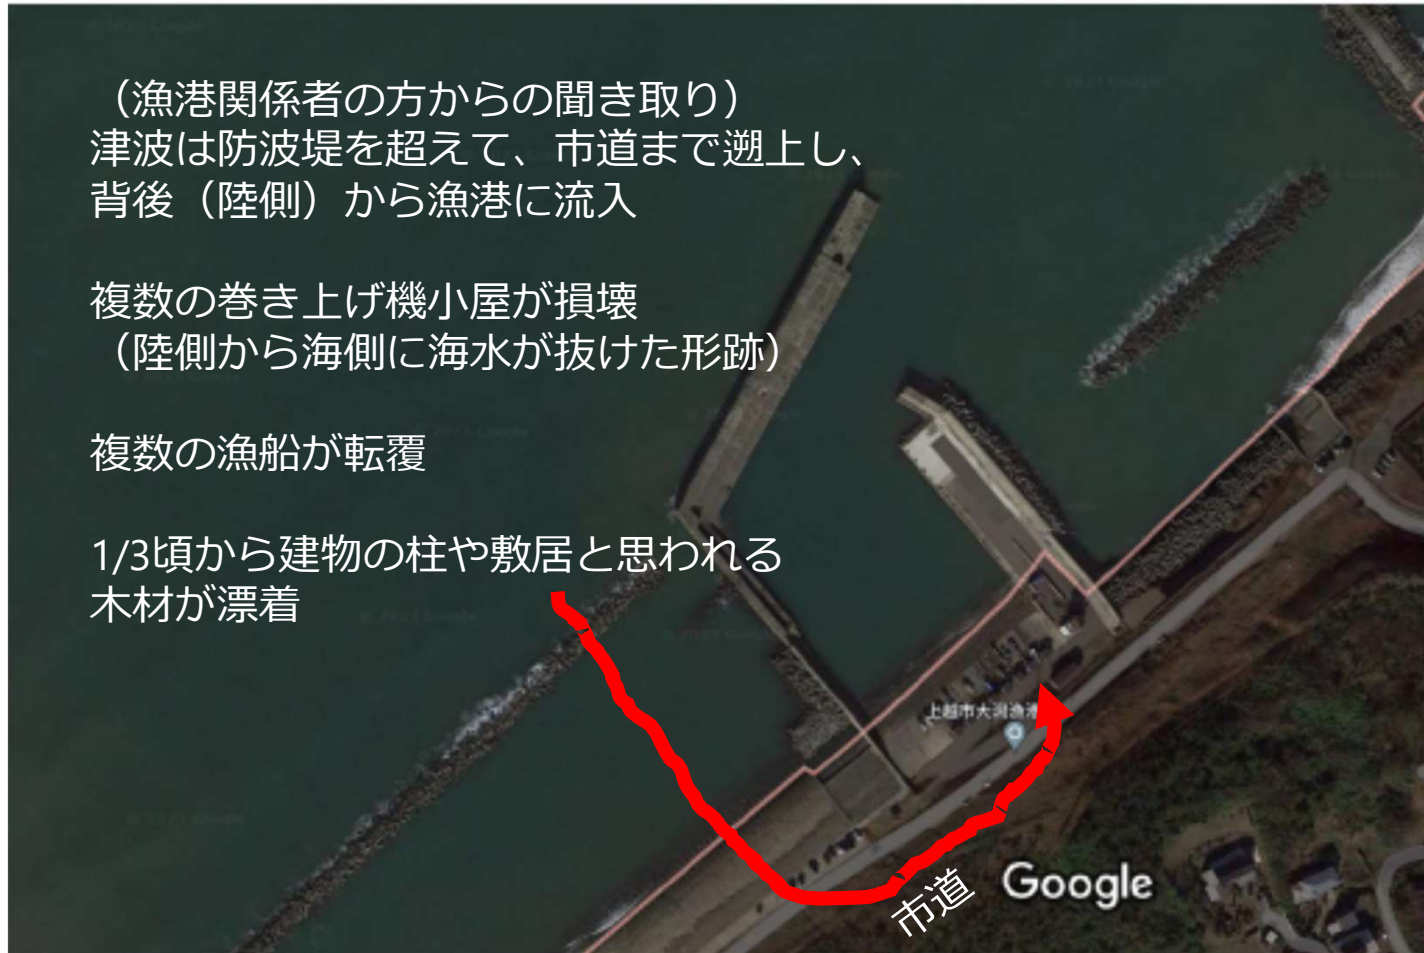 （漁港関係者の方からの聞き取り）
津波は防波堤を超えて、市道まで遡上し、
背後（陸側）から漁港に流入
複数の巻き上げ機小屋が損壊
（陸側から海側に海水が抜けた形跡）
複数の漁船が転覆
1/3頃から建物の柱や敷居と思われる
木材が漂着
上越市大潟漁港
市道
Google